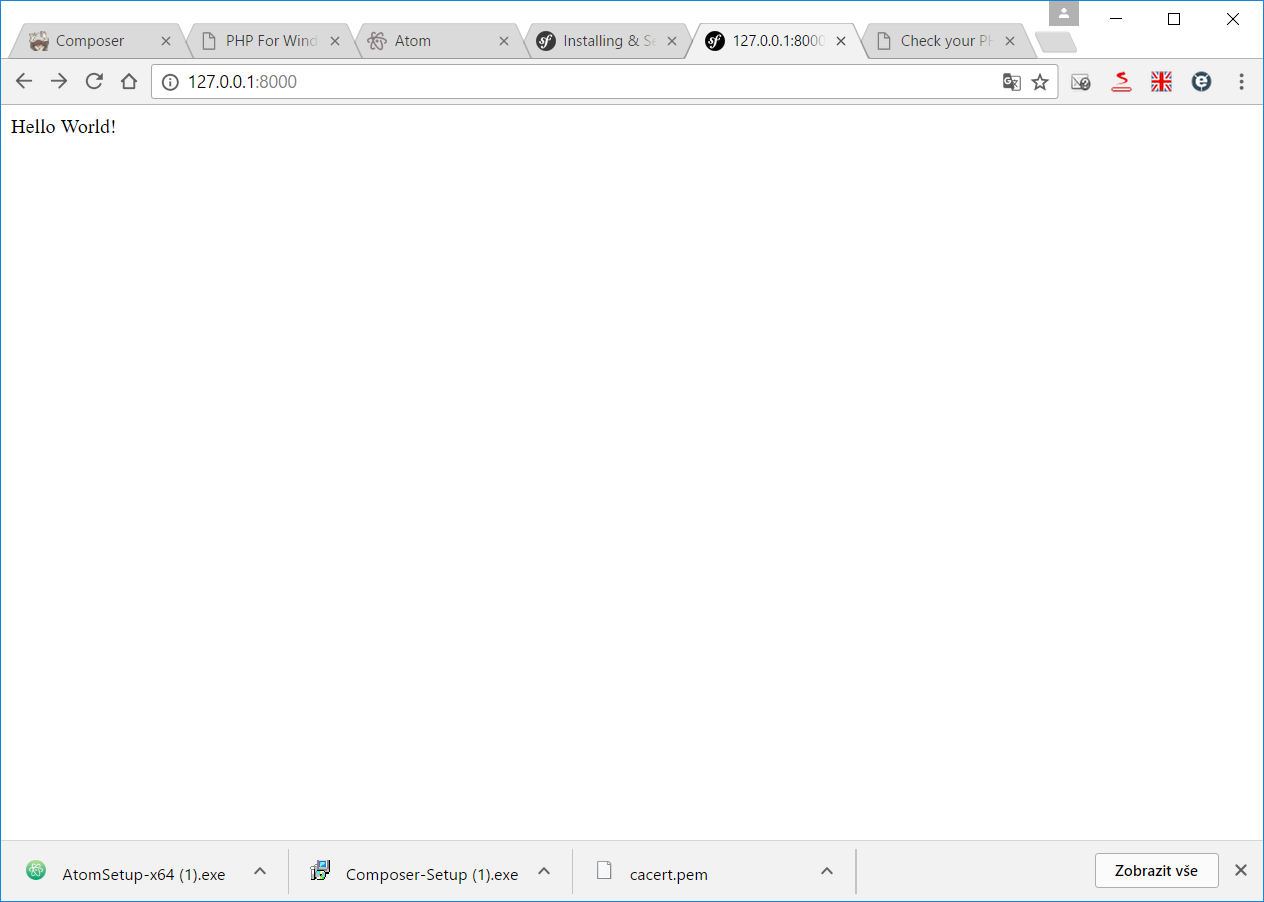 Composer
PHP For Wind
Atom
Installing & Se
127.0.0.1:8000
Check your PH
127.0.0.1:8000
Hello World!
AtomSetup-x64 (1).exe
Composer-Setup (1).exe
cacert.pem
Zobrazit vše